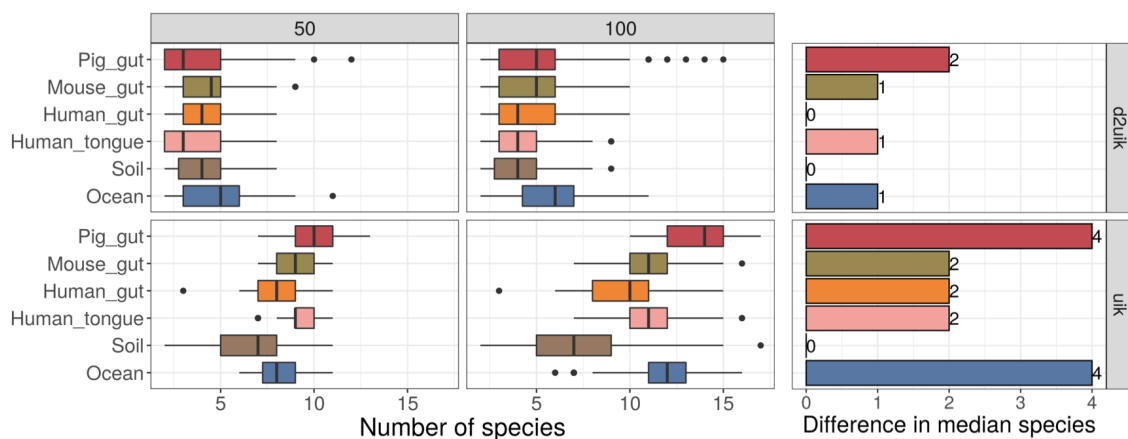 50
100
Pig_gut
Mouse_gut
Human_gut
Human_tongue
Soil
Ocean
2
1
0
1
0
1
d2uik
Pig_gut
Mouse_gut
Human_gut
Human_tongue
Soil
Ocean
4
2
2
2
0
4
uik
5 10 15
5 10 15
0 1 2 3 4
Number of species
Difference in median species